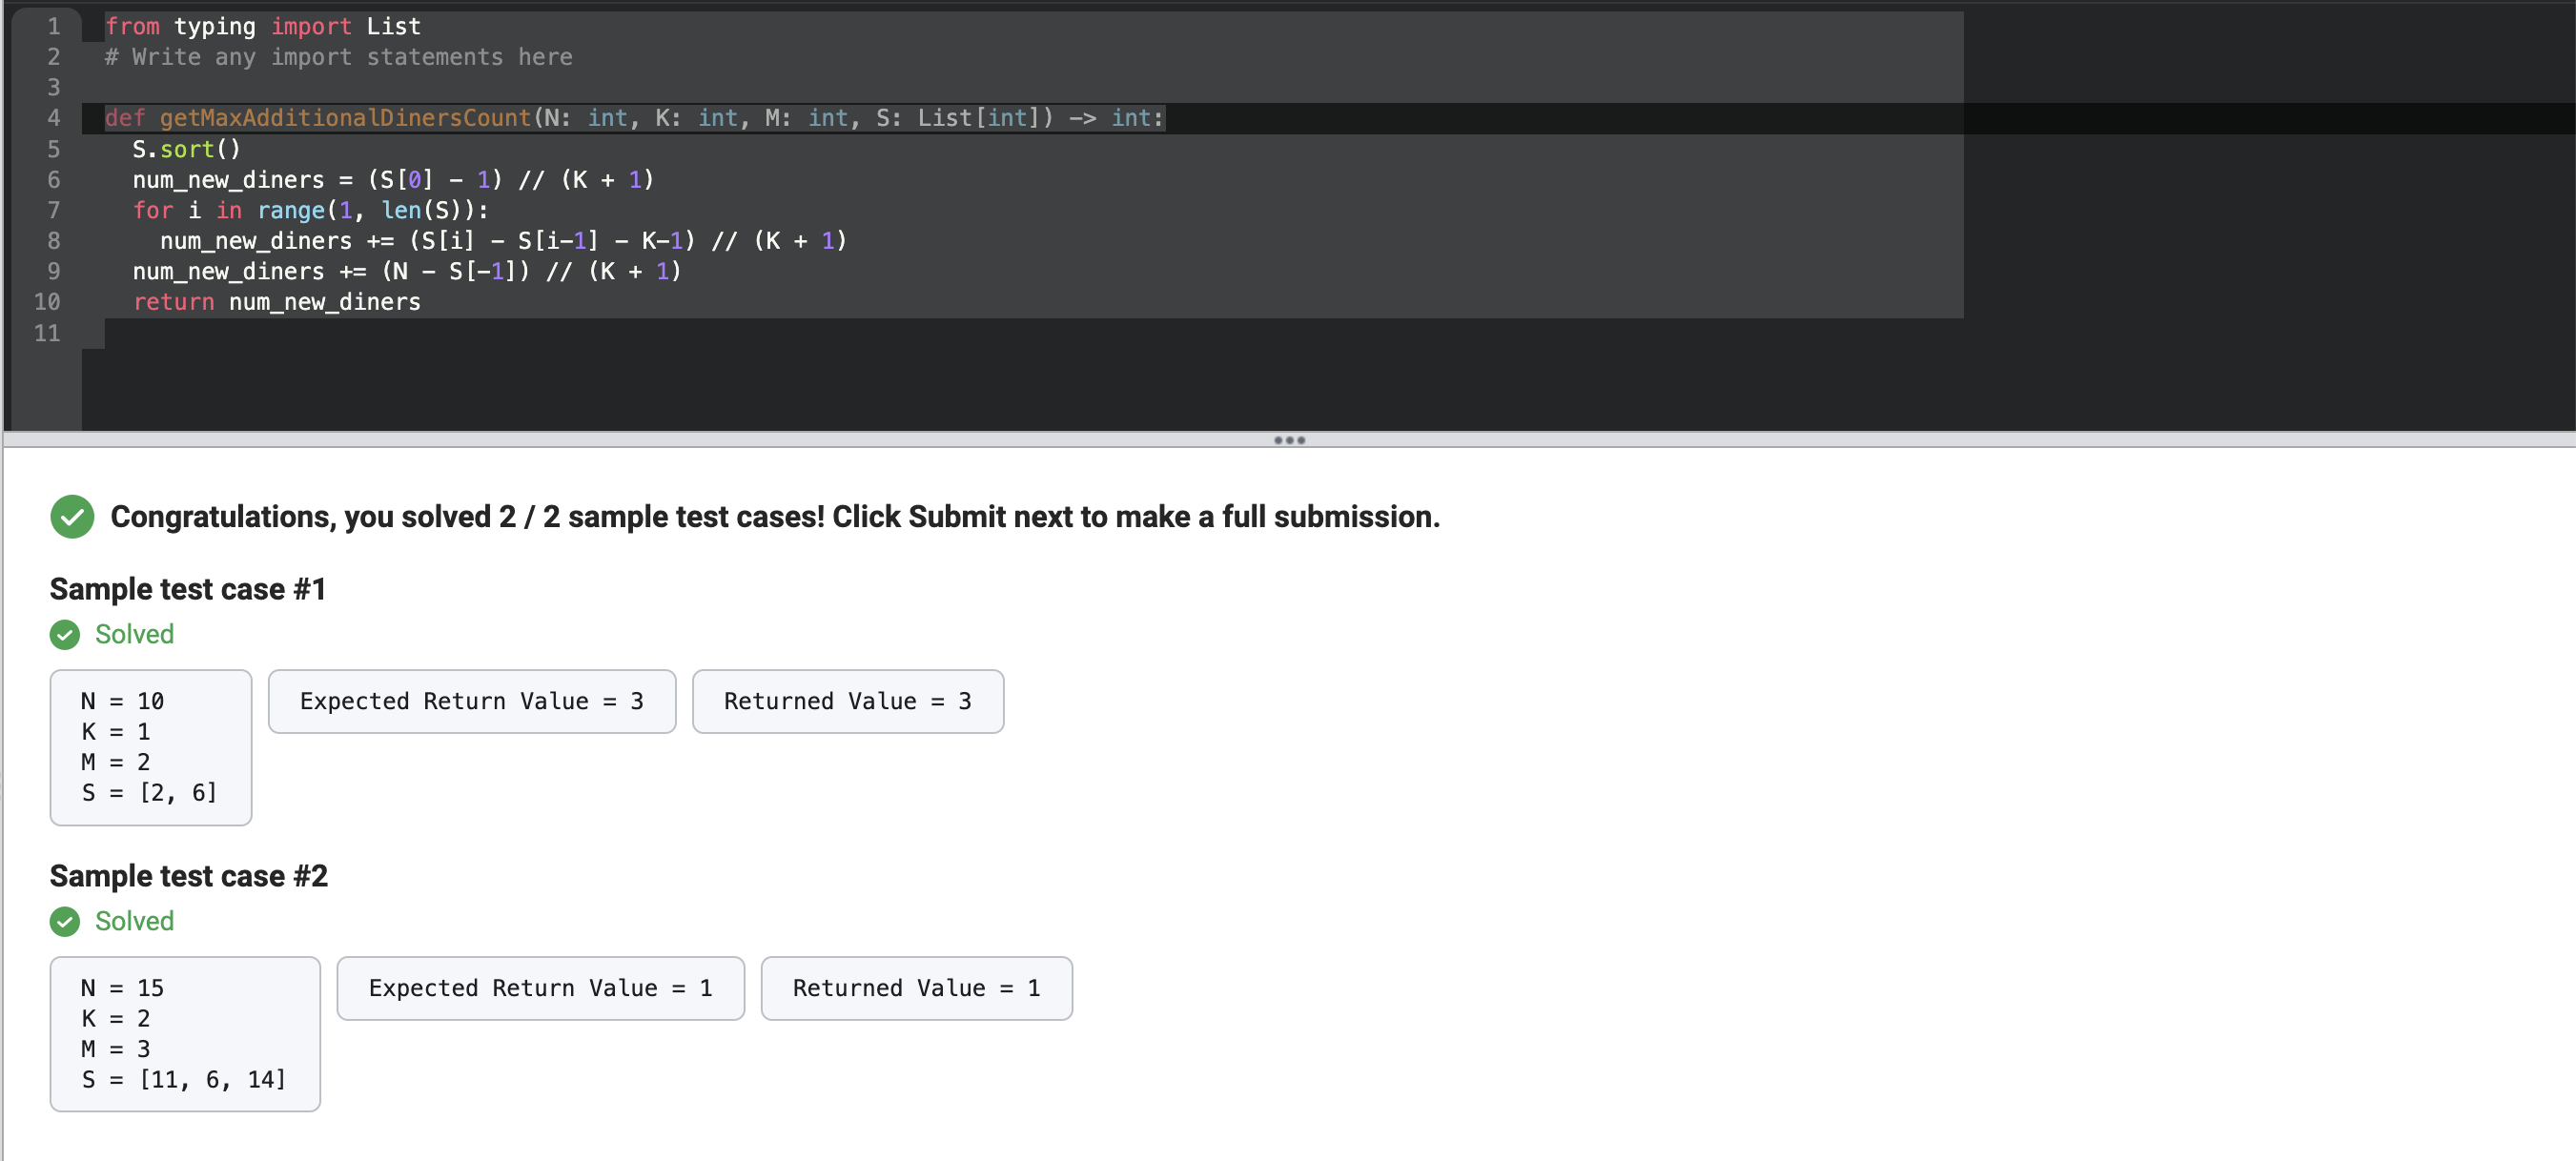 1 from typing import List
2 # Write any import statements here
3
4 def getMaxAdditionalDinersCount(N: int, K: int, M: int, S: List[int]) -> int:
5   S.sort()
6   num_new_diners = (S[0] - 1) // (K + 1)
7   for i in range(1, len(S)):
8     num_new_diners += (S[i] - S[i-1] - K-1) // (K + 1)
9   num_new_diners += (N - S[-1]) // (K + 1)
10   return num_new_diners
11
Congratulations, you solved 2 / 2 sample test cases! Click Submit next to make a full submission.
Sample test case #1
Solved
N = 10
K = 1
M = 2
S = [2, 6]
Expected Return Value = 3
Returned Value = 3
Sample test case #2
Solved
N = 15
K = 2
M = 3
S = [11, 6, 14]
Expected Return Value = 1
Returned Value = 1